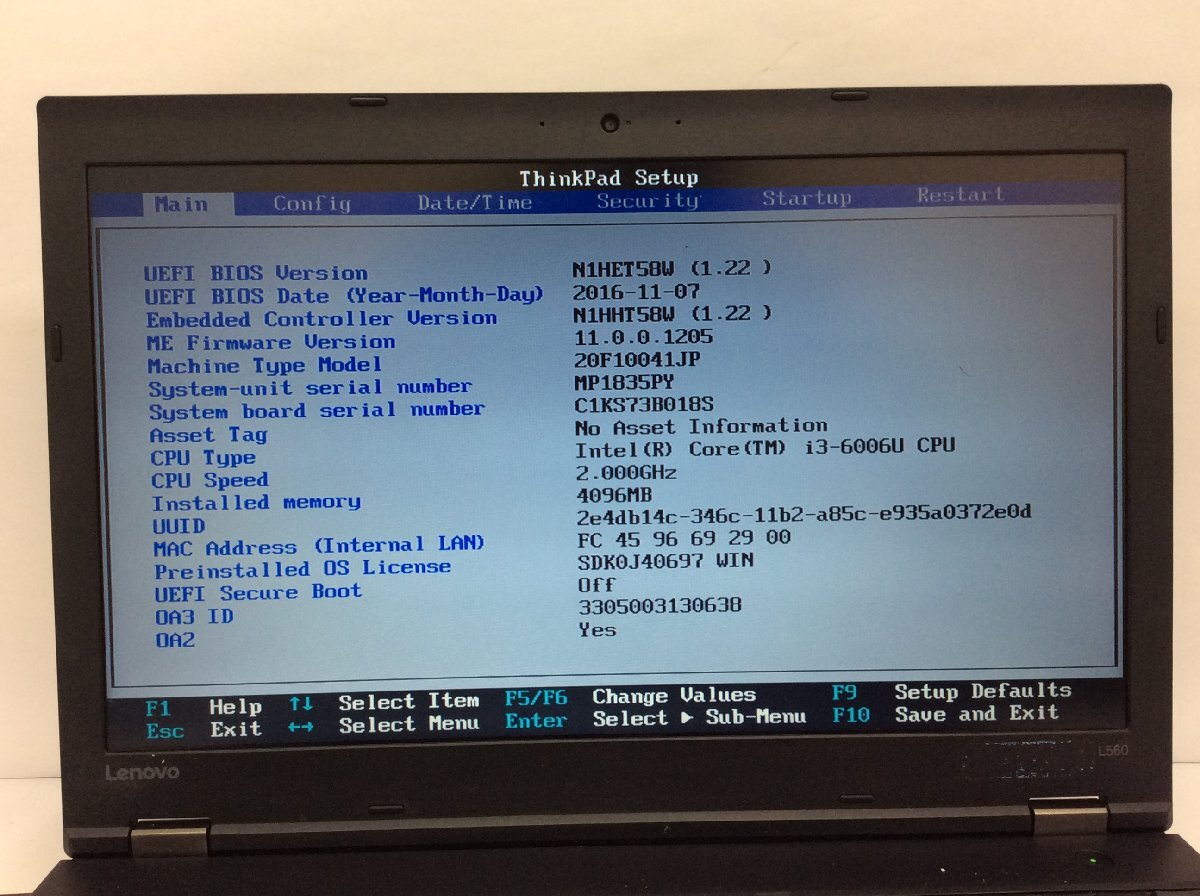 ThinkPad Setup
Main Config Date/Time Security Startup Restart
UEFI BIOS Version N1HET58W (1.22 )
UEFI BIOS Date (Year-Month-Day) 2016-11-07
Embedded Controller Version N1HHT58W (1.22 )
ME Firmware Version 11.0.0.1205
Machine Type Model 20F10041JP
System-unit serial number MP1835PY
System board serial number C1KS73B018S
Asset Tag No Asset Information
CPU Type Intel(R) Core(TM) i3-6006U CPU
CPU Speed 2.000GHz
Installed memory 4096MB
UUID 2e4db14c-346c-11b2-a85c-e935a0372e0d
MAC Address (Internal LAN) FC 45 96 69 29 00
Preinstalled OS License SDK0J40697 WIN
UEFI Secure Boot Off
OA3 ID 3305003130638
OA2 Yes
F1 Help ↑↓ Select Item F5/F6 Change Values F9 Setup Defaults
Esc Exit ←→ Select Menu Enter Select ▶ Sub-Menu F10 Save and Exit
Lenovo L560